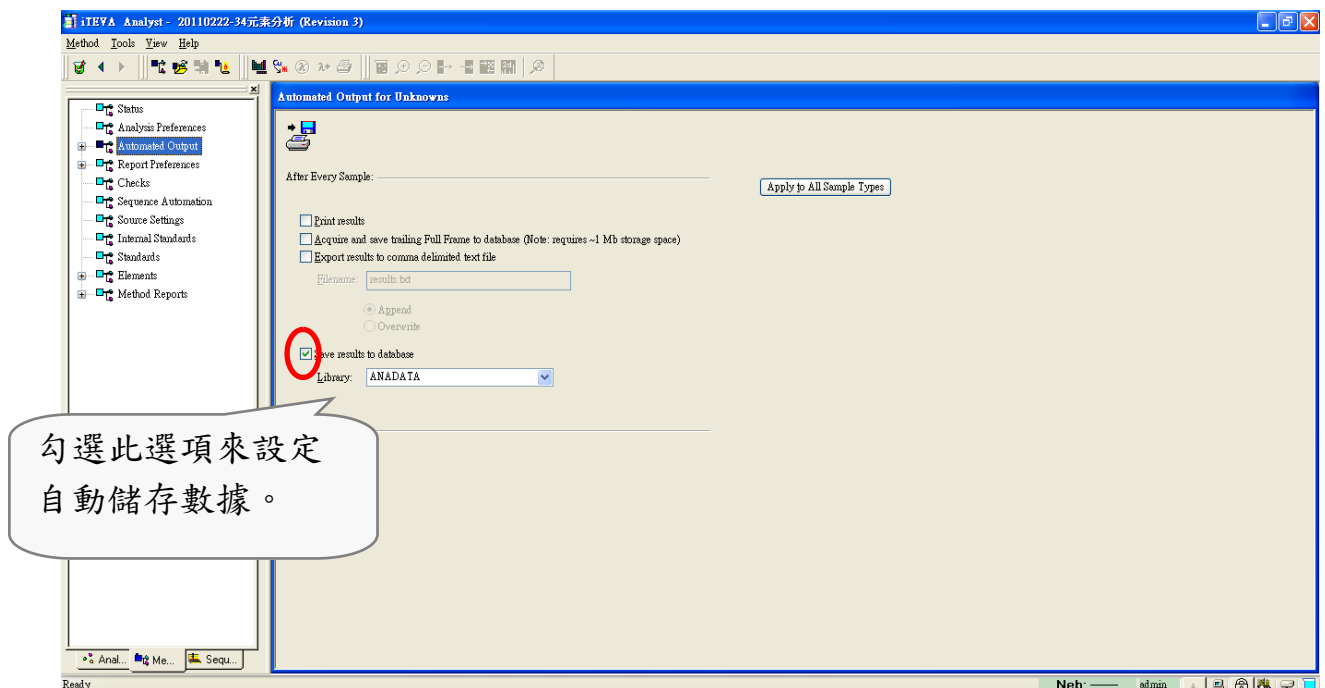 iTEVA Analyst - 20110222-34元素分析 (Revision 3)
Method Tools View Help
Status
Analysis Preferences
Automated Output
Report Preferences
Checks
Sequence Automation
Source Settings
Internal Standards
Standards
Elements
Method Reports
Anal... Me... Sequ...
Automated Output for Unknowns
After Every Sample:
Apply to All Sample Types
Print results
Acquire and save trailing Full Frame to database (Note: requires ~1 Mb storage space)
Export results to comma delimited text file
Filename: results.txt
Append
Overwrite
Save results to database
Library: ANADATA
勾選此選項來設定
自動儲存數據。
Ready Neb: —— admin